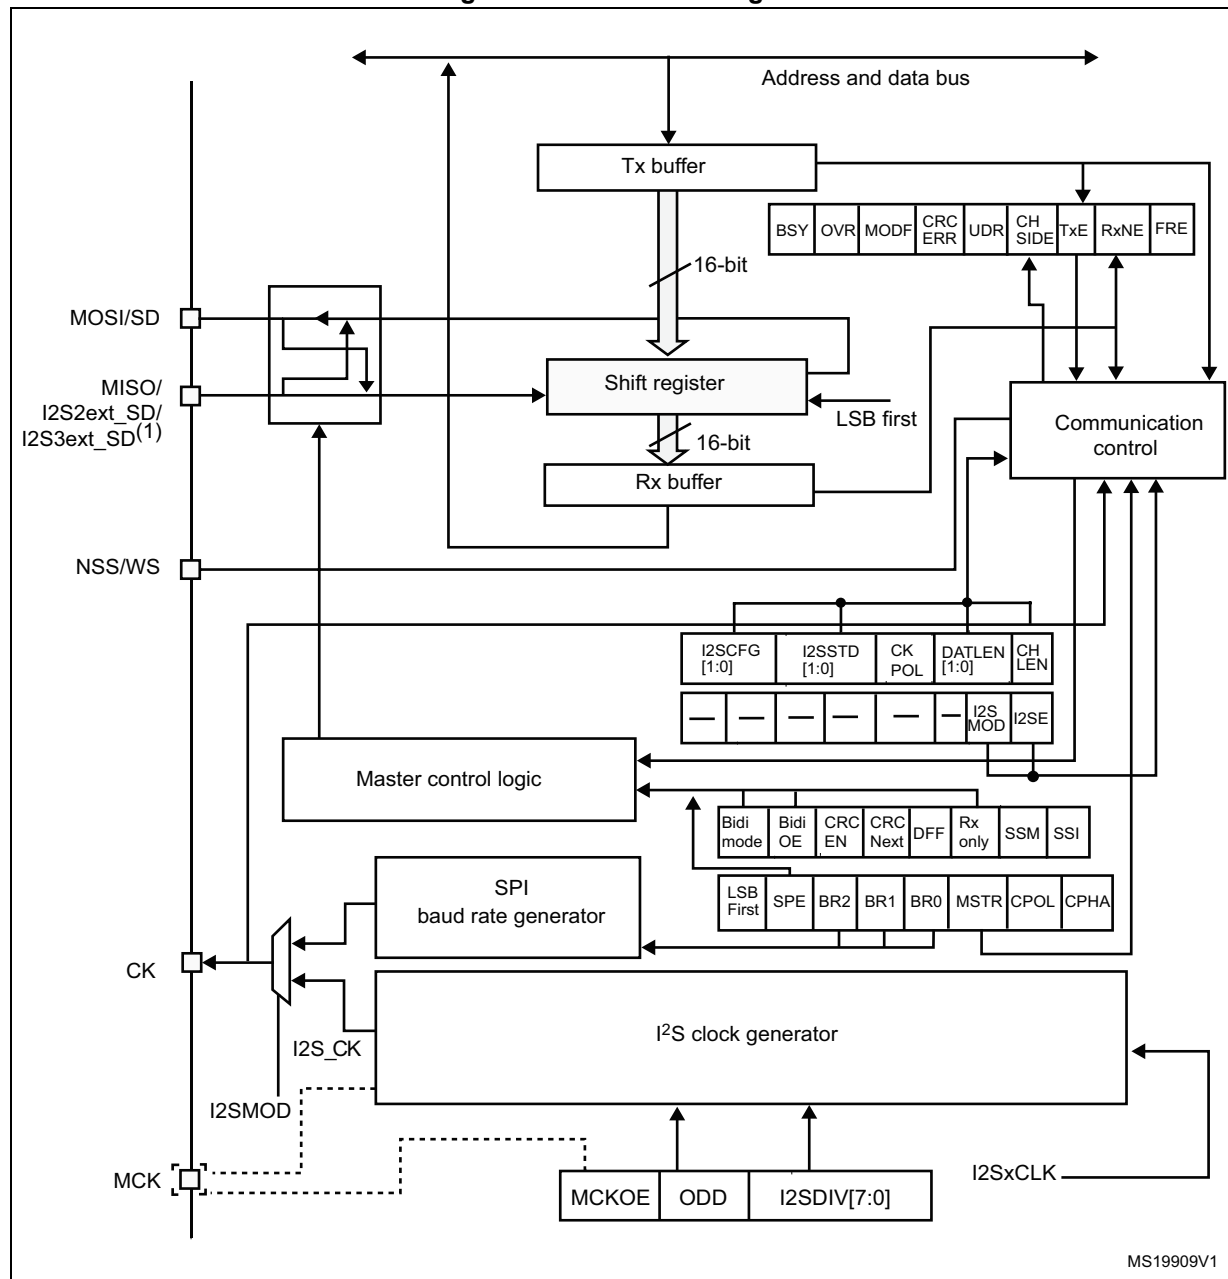 Address and data bus
Tx buffer
BSY OVR MODF CRC ERR UDR CH SIDE TxE RxNE FRE
16-bit
MOSI/SD
Shift register
MISO/
I2S2ext_SD/
I2S3ext_SD(1)
LSB first
Communication
control
16-bit
Rx buffer
NSS/WS
I2SCFG [1:0] I2SSTD [1:0] CK POL DATLEN [1:0] CH LEN
— — — — — — I2S MOD I2SE
Master control logic
Bidi mode Bidi OE CRC EN CRC Next DFF Rx only SSM SSI
LSB First SPE BR2 BR1 BR0 MSTR CPOL CPHA
SPI
baud rate generator
CK
I2S clock generator
I2S_CK
I2SMOD
MCK
I2SxCLK
MCKOE ODD I2SDIV[7:0]
MS19909V1